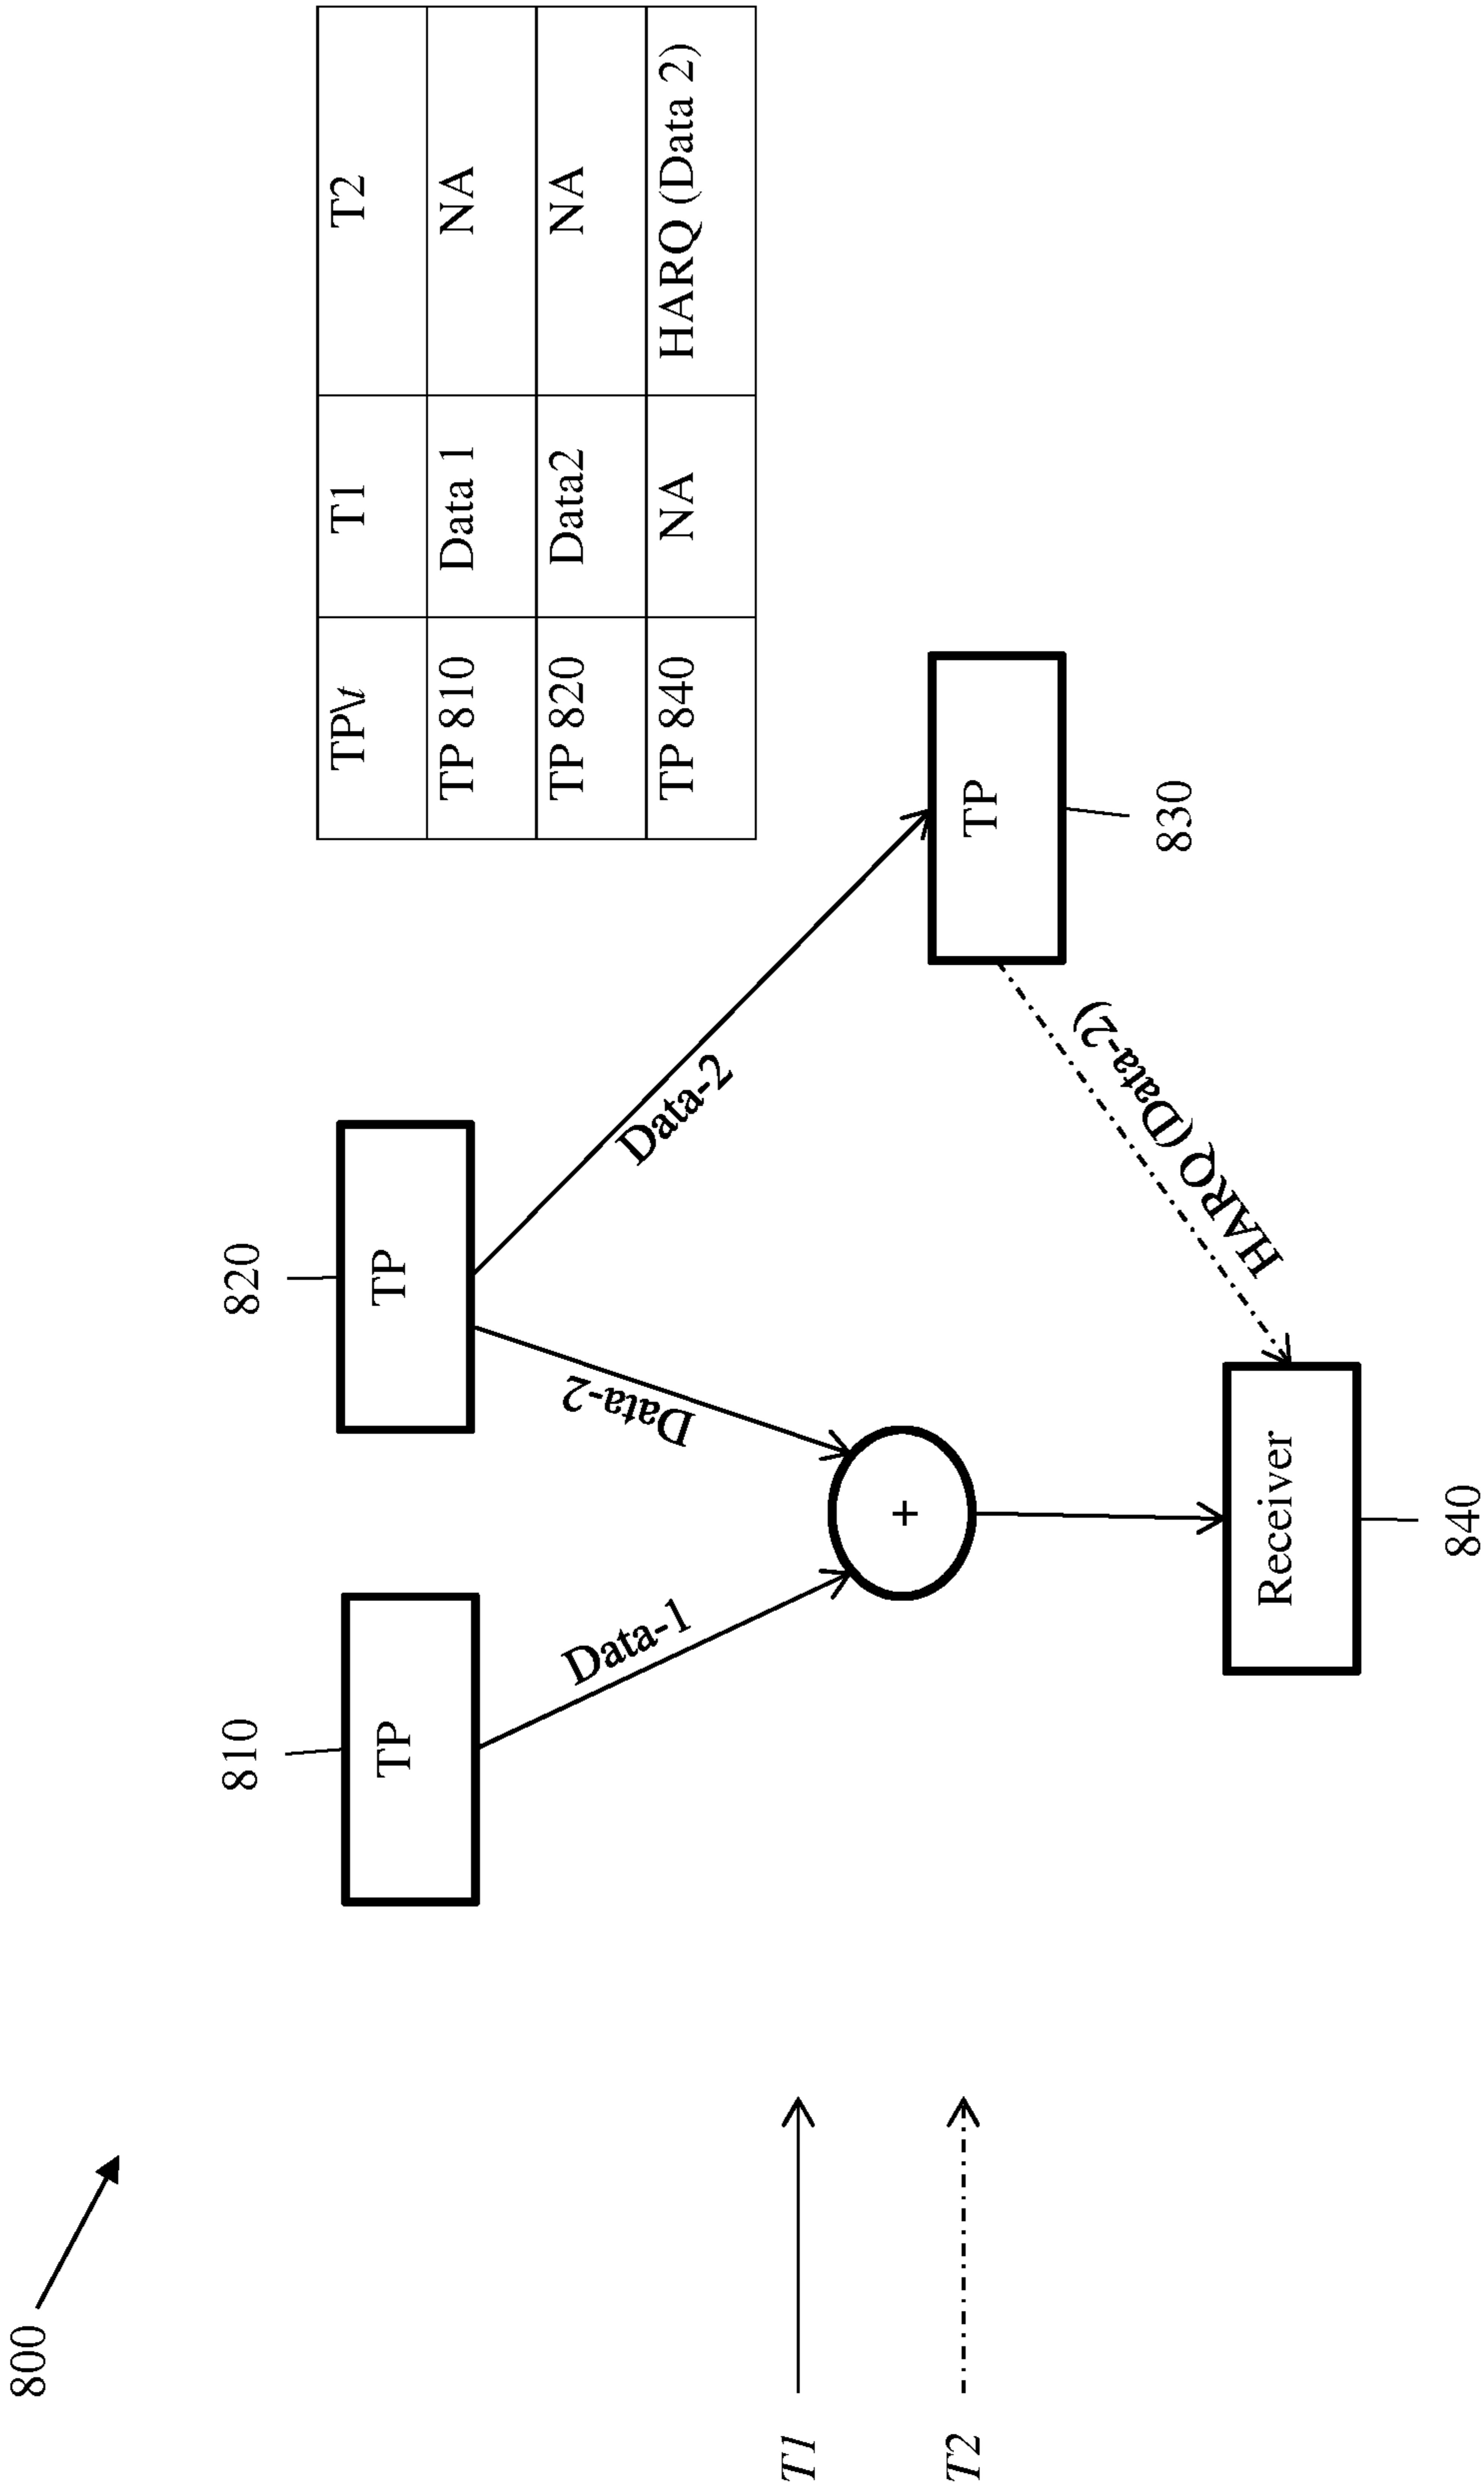 800
TP\t T1 T2
TP 810 Data 1 NA
TP 820 Data2 NA
TP 840 NA HARQ (Data 2)
810
820
TP
TP
Data-1
Data-2
Data-2
+
TP
830
HARQ (Data-2)
Receiver
840
T1
T2